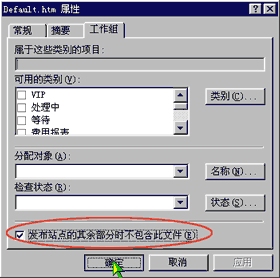 Default.htm 属性
常规 摘要 工作组
属于这些类别的项目:
可用的类别(V):
VIP
处理中
等待
费用报表
类别(C)...
分配对象(A):
名称(N)...
检查状态(R):
状态(S)...
发布站点的其余部分时不包含此文件(E)
确定 取消 应用